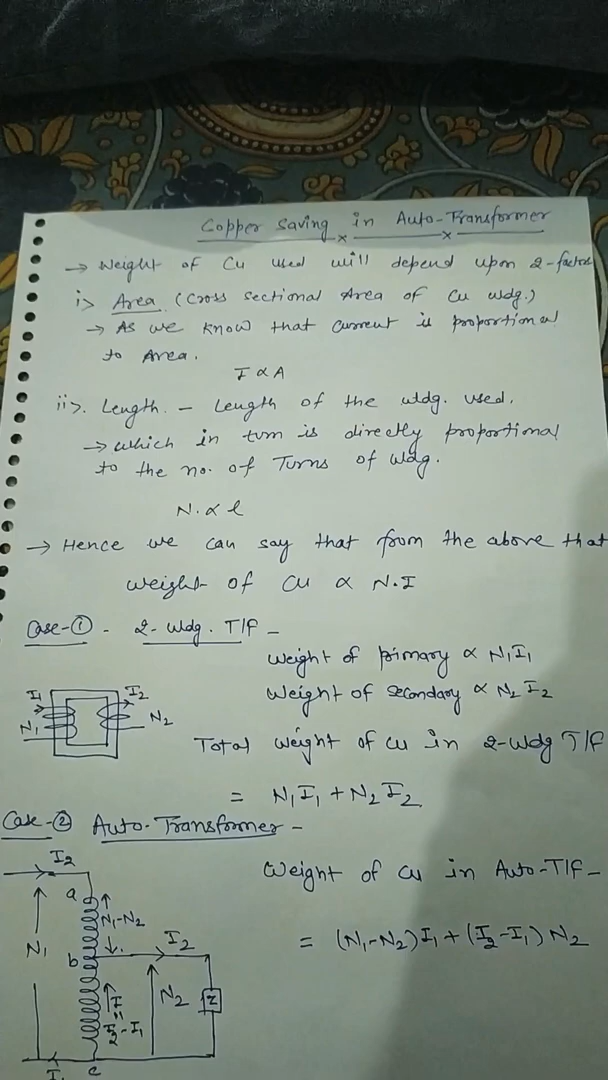 Copper Saving in Auto-Transformer
→ Weight of Cu used will depend upon 2-factors
i> Area (Cross Sectional Area of Cu wdg.)
→ As we know that current is proportional
to Area.
I ∝ A
ii>. Length. - Length of the wdg. used.
→ which in turn is directly proportional
to the no. of Turns of wdg.
N. ∝ l
→ Hence we can say that from the above that
weight of Cu ∝ N.I
Case-① - 2-wdg. T/F -
Weight of primary ∝ N₁I₁
Weight of secondary ∝ N₂I₂
I₁ I₂
N₁ N₂
Total weight of cu in 2-wdg T/F
= N₁I₁ + N₂I₂
Case-② Auto-Transformer -
Weight of cu in Auto-T/F -
= (N₁-N₂)I₁ + (I₂-I₁) N₂
I₂
a
N₁-N₂
N₁
b
I₂
I
=
I₂-I₁
N₂
Z
I
c